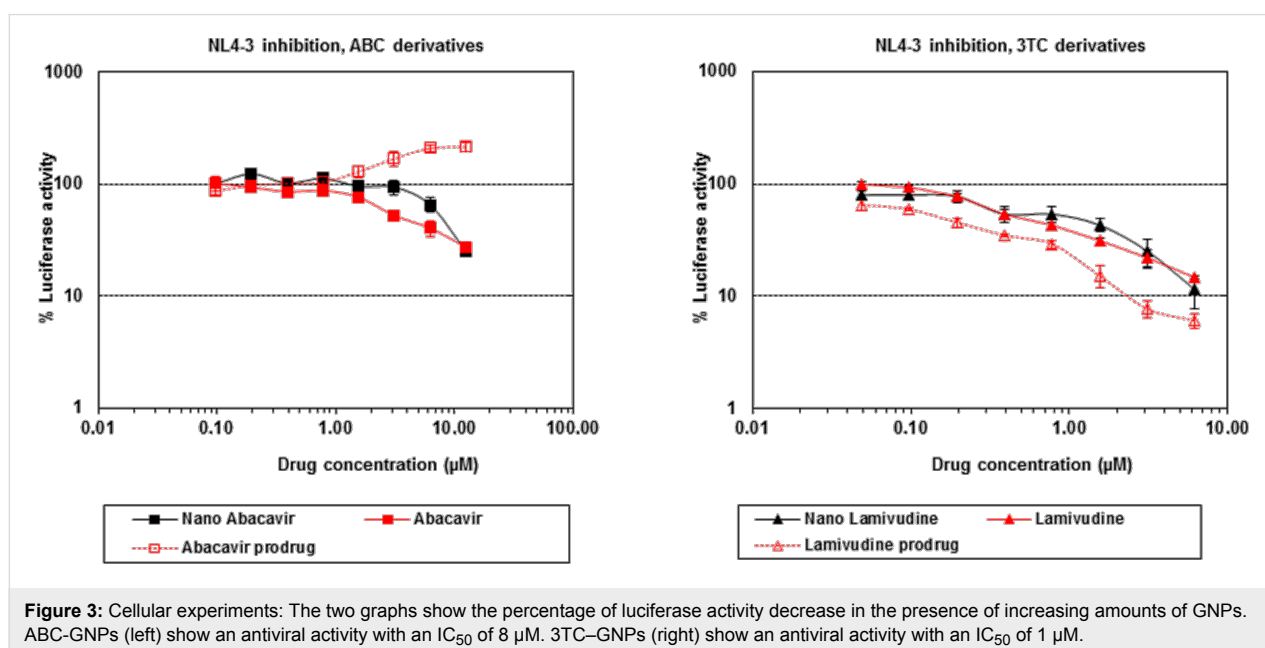 NL4-3 inhibition, ABC derivatives
1000
100
10
1
% Luciferase activity
0.01 0.10 1.00 10.00 100.00
Drug concentration (µM)
Nano Abacavir Abacavir
Abacavir prodrug
NL4-3 inhibition, 3TC derivatives
1000
100
10
1
% Luciferase activity
0.01 0.10 1.00 10.00
Drug concentration (µM)
Nano Lamivudine Lamivudine
Lamivudine prodrug
Figure 3: Cellular experiments: The two graphs show the percentage of luciferase activity decrease in the presence of increasing amounts of GNPs.
ABC-GNPs (left) show an antiviral activity with an IC50 of 8 µM. 3TC–GNPs (right) show an antiviral activity with an IC50 of 1 µM.